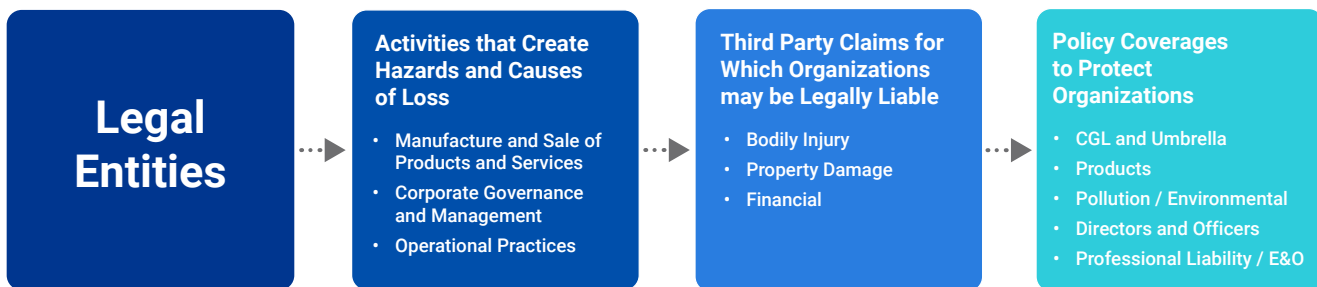 Legal
Entities
Activities that Create
Hazards and Causes
of Loss
• Manufacture and Sale of
Products and Services
• Corporate Governance
and Management
• Operational Practices
Third Party Claims for
Which Organizations
may be Legally Liable
• Bodily Injury
• Property Damage
• Financial
Policy Coverages
to Protect
Organizations
• CGL and Umbrella
• Products
• Pollution / Environmental
• Directors and Officers
• Professional Liability / E&O